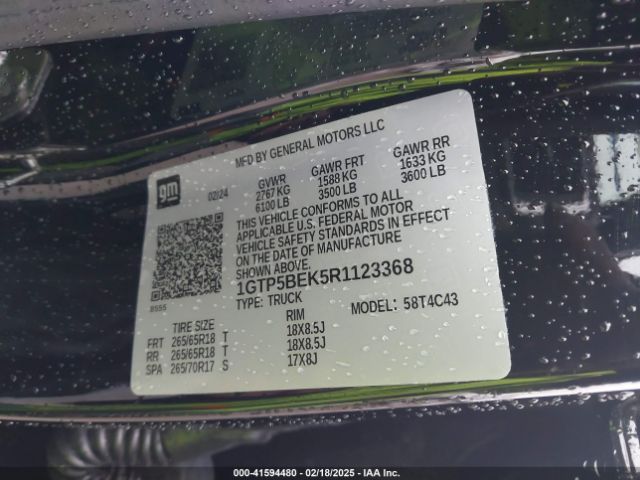 MFD BY GENERAL MOTORS LLC
gm
02/24
GVWR GAWR FRT GAWR RR
2767 KG 1588 KG 1633 KG
6100 LB 3500 LB 3600 LB
THIS VEHICLE CONFORMS TO ALL
APPLICABLE U.S. FEDERAL MOTOR
VEHICLE SAFETY STANDARDS IN EFFECT
ON THE DATE OF MANUFACTURE
SHOWN ABOVE.
1GTP5BEK5R1123368
TYPE: TRUCK MODEL: 58T4C43
8555
TIRE SIZE RIM
FRT 265/65R18 T 18X8.5J
RR 265/65R18 T 18X8.5J
SPA 265/70R17 S 17X8J
000-41594480 - 02/18/2025 - IAA Inc.